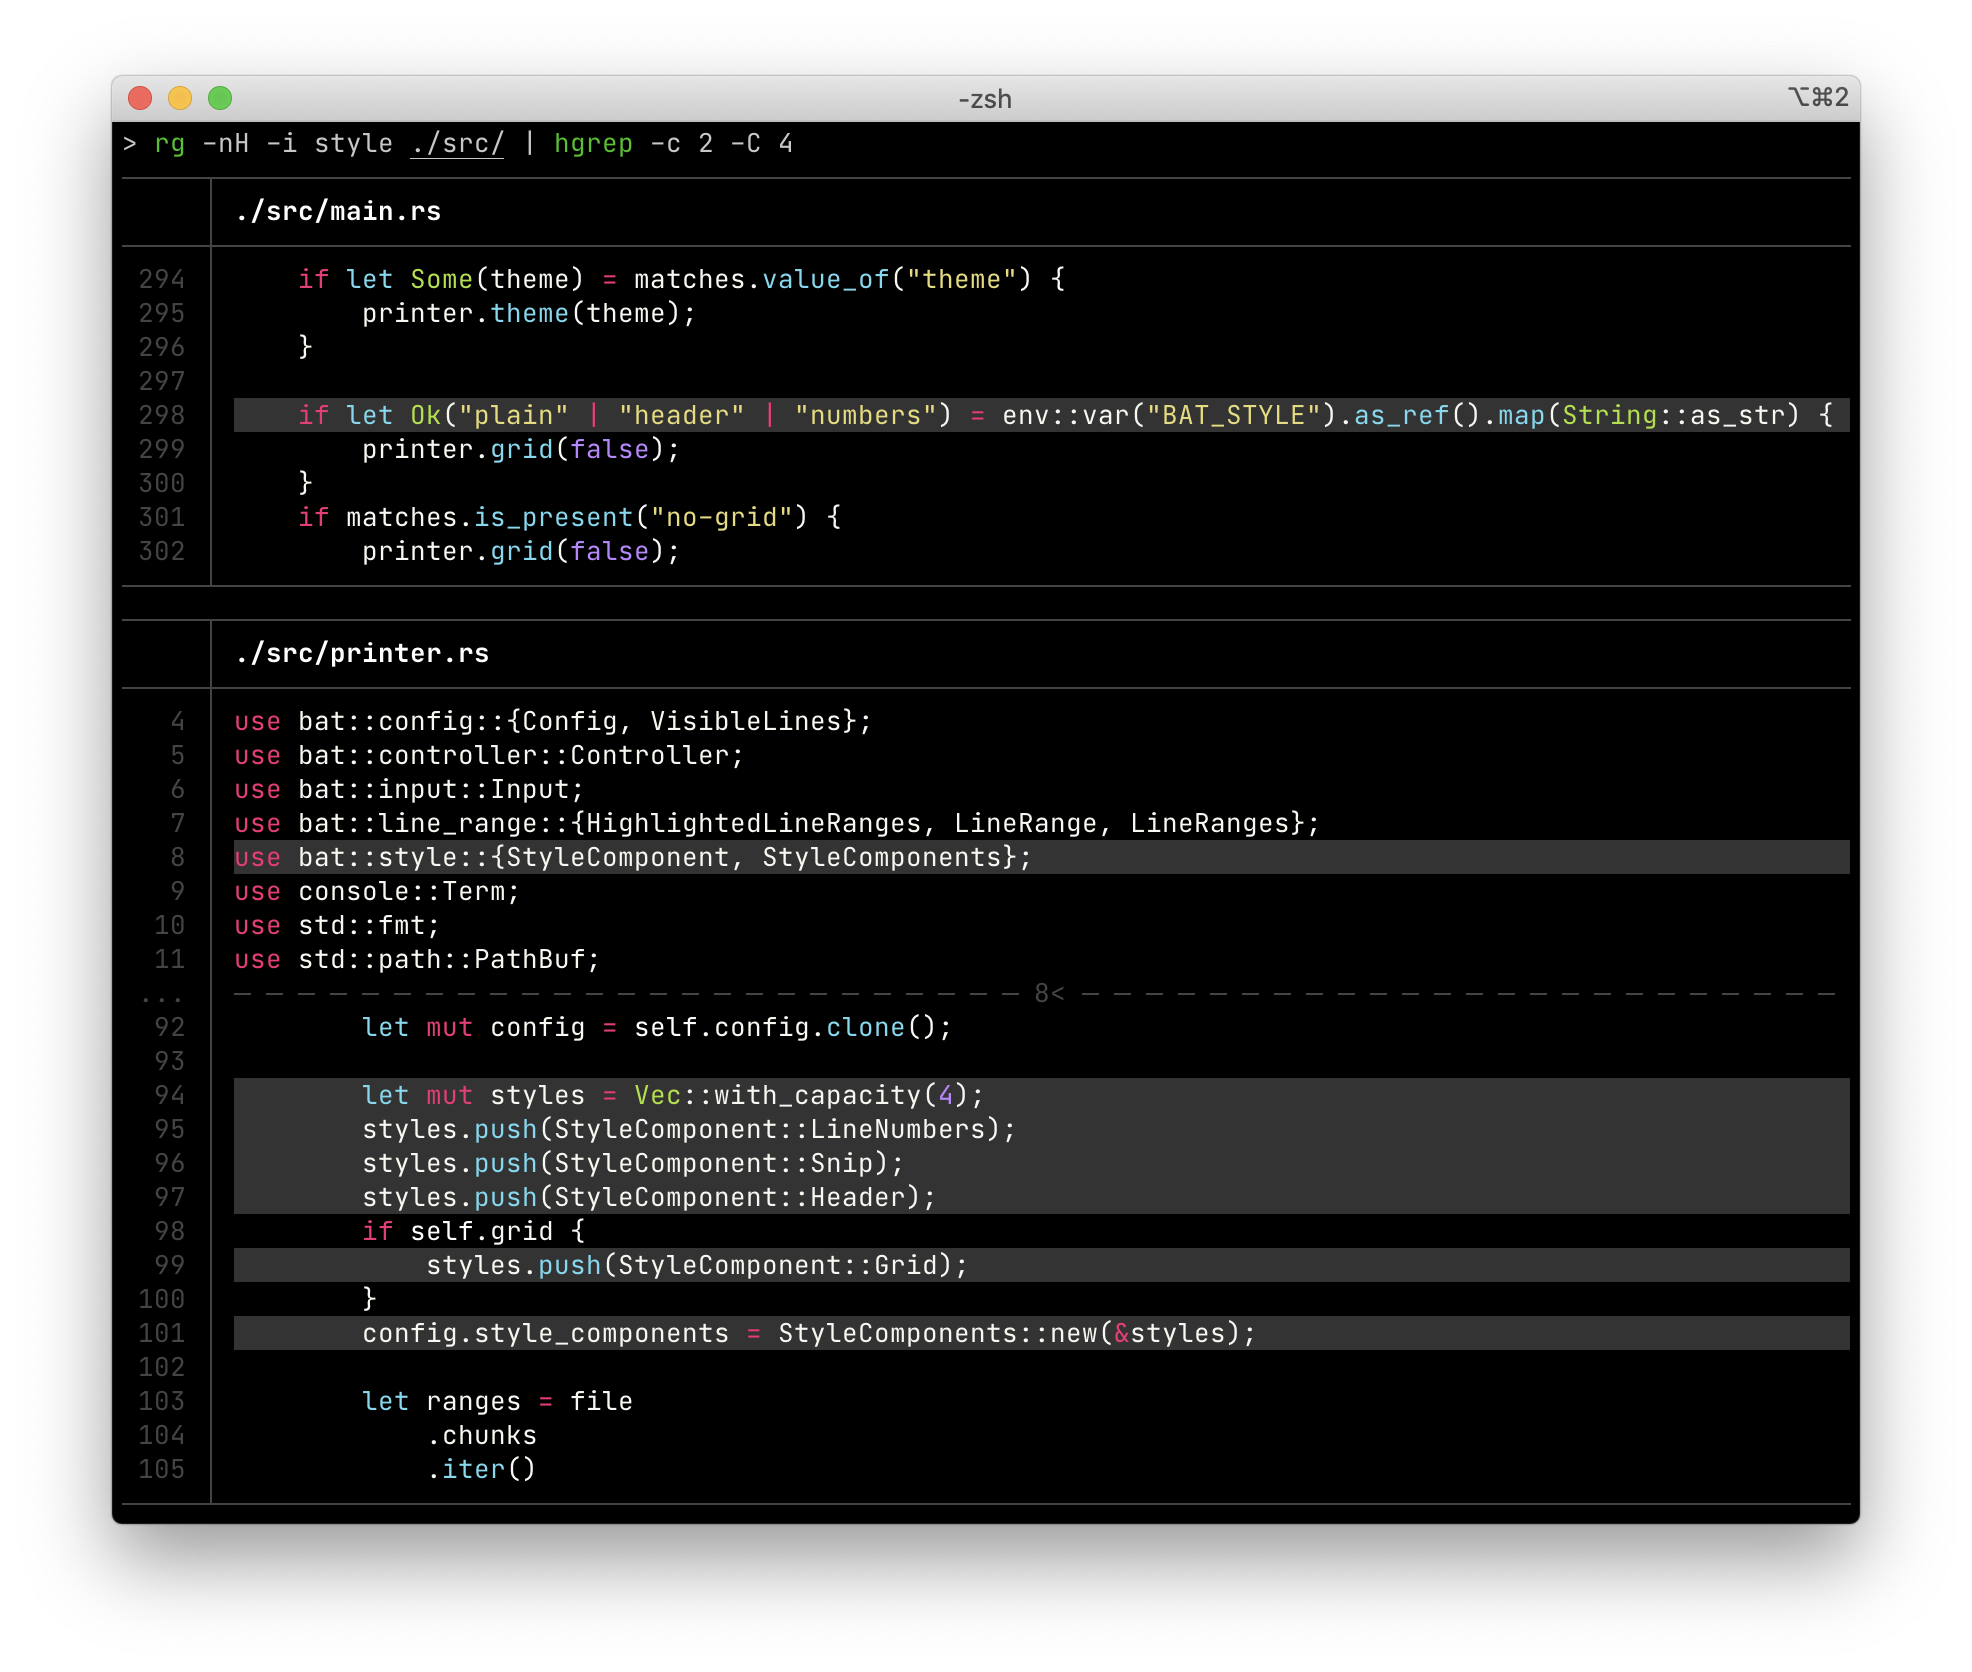 -zsh ⌥⌘2
> rg -nH -i style ./src/ | hgrep -c 2 -C 4
./src/main.rs
294     if let Some(theme) = matches.value_of("theme") {
295         printer.theme(theme);
296     }
297
298     if let Ok("plain" | "header" | "numbers") = env::var("BAT_STYLE").as_ref().map(String::as_str) {
299         printer.grid(false);
300     }
301     if matches.is_present("no-grid") {
302         printer.grid(false);
./src/printer.rs
4 use bat::config::{Config, VisibleLines};
5 use bat::controller::Controller;
6 use bat::input::Input;
7 use bat::line_range::{HighlightedLineRanges, LineRange, LineRanges};
8 use bat::style::{StyleComponent, StyleComponents};
9 use console::Term;
10 use std::fmt;
11 use std::path::PathBuf;
... ─ ─ ─ ─ ─ ─ ─ ─ ─ ─ ─ ─ ─ ─ ─ ─ ─ ─ ─ ─ ─ ─ ─ ─ ─ 8< ─ ─ ─ ─ ─ ─ ─ ─ ─ ─ ─ ─ ─ ─ ─ ─ ─ ─ ─ ─ ─ ─ ─ ─
92         let mut config = self.config.clone();
93
94         let mut styles = Vec::with_capacity(4);
95         styles.push(StyleComponent::LineNumbers);
96         styles.push(StyleComponent::Snip);
97         styles.push(StyleComponent::Header);
98         if self.grid {
99             styles.push(StyleComponent::Grid);
100         }
101         config.style_components = StyleComponents::new(&styles);
102
103         let ranges = file
104             .chunks
105             .iter()